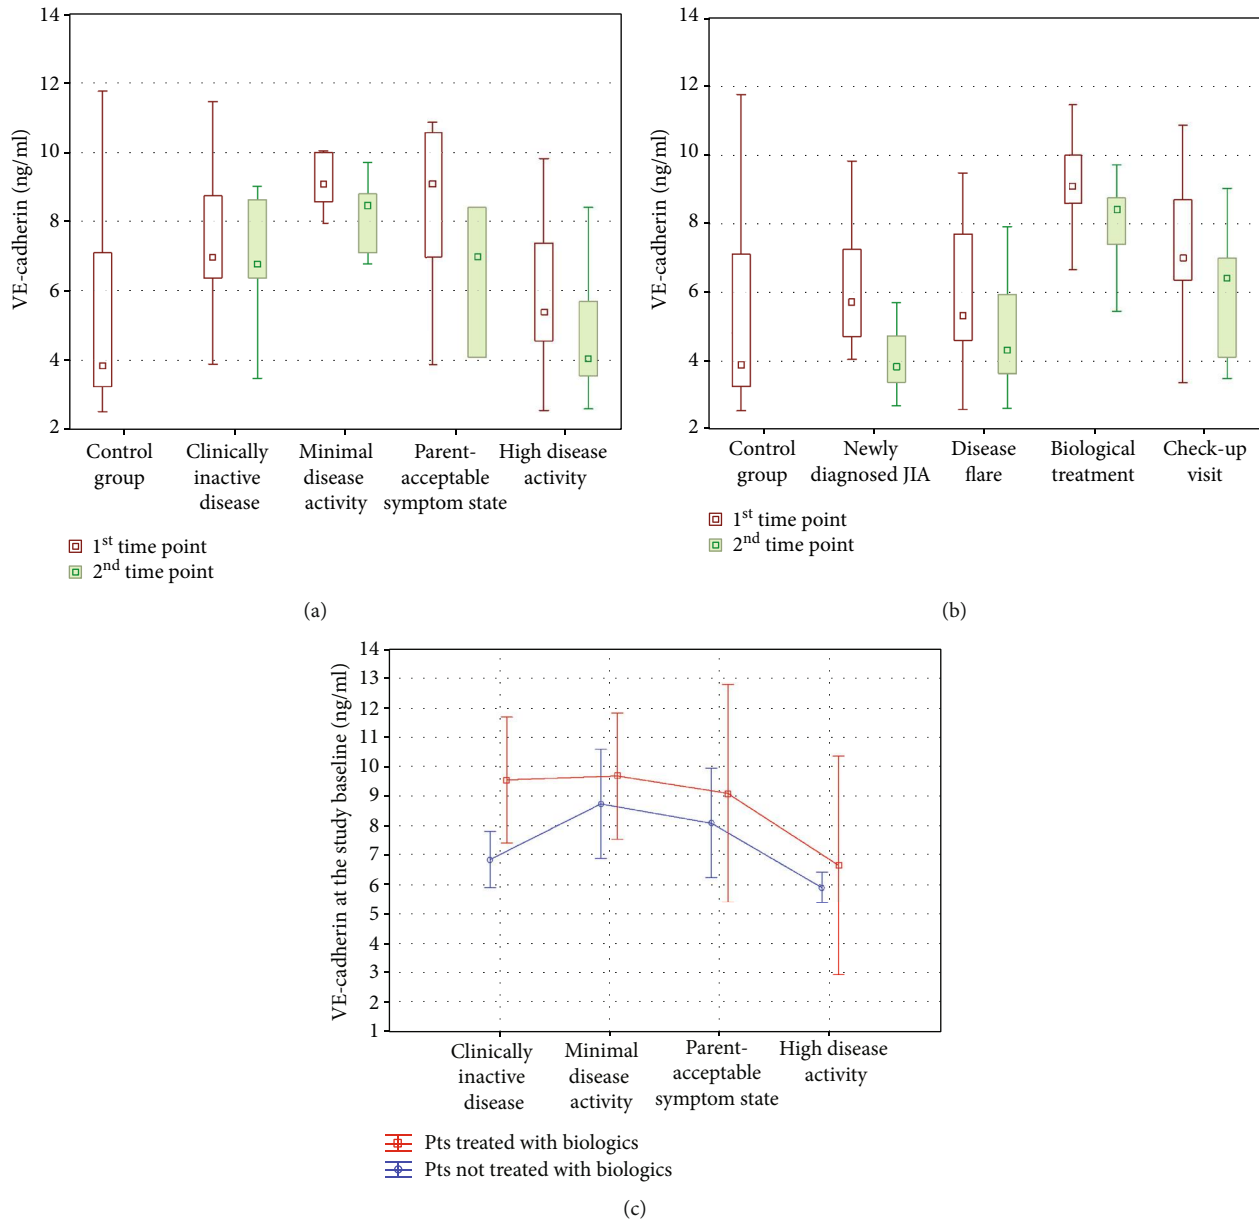 14
12
10
8
6
4
2
VE-cadherin (ng/ml)
Control group
Clinically inactive disease
Minimal disease activity
Parent-acceptable symptom state
High disease activity
1st time point
2nd time point
(a)
14
12
10
8
6
4
2
VE-cadherin (ng/ml)
Control group
Newly diagnosed JIA
Disease flare
Biological treatment
Check-up visit
1st time point
2nd time point
(b)
14
13
12
11
10
9
8
7
6
5
4
3
2
1
VE-cadherin at the study baseline (ng/ml)
Clinically inactive disease
Minimal disease activity
Parent-acceptable symptom state
High disease activity
Pts treated with biologics
Pts not treated with biologics
(c)